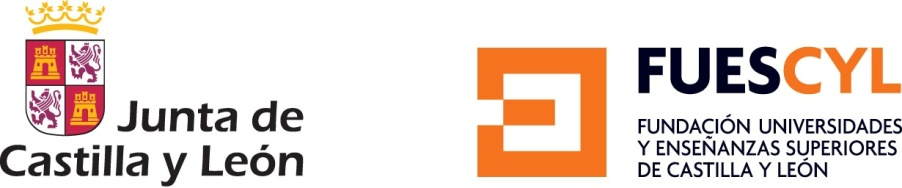 Junta de
Castilla y León
FUESCYL
FUNDACIÓN UNIVERSIDADES
Y ENSEÑANZAS SUPERIORES
DE CASTILLA Y LEÓN